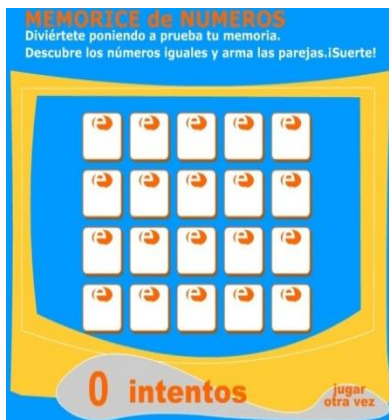 MEMORICE de NUMEROS
Diviértete poniendo a prueba tu memoria.
Descubre los números iguales y arma las parejas.¡Suerte!
e e e e e
e e e e e
e e e e e
e e e e e
0 intentos
jugar
otra vez